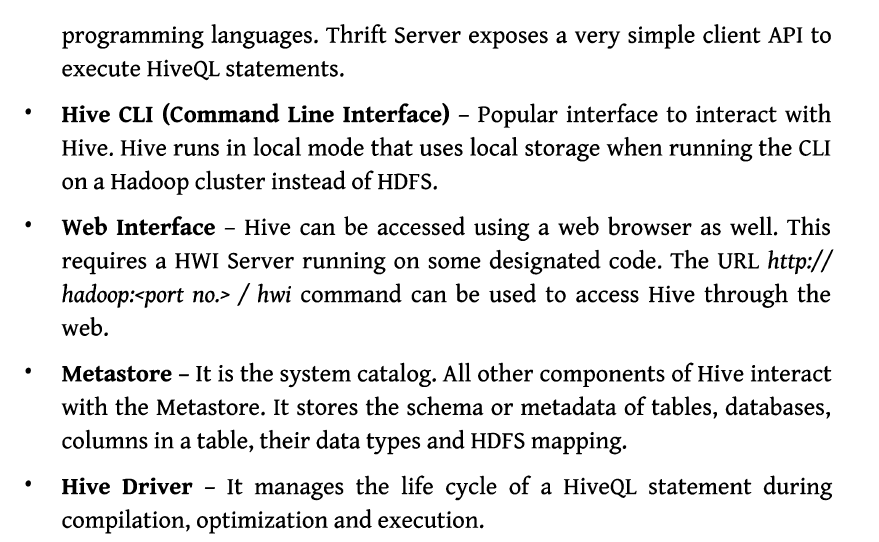 programming languages. Thrift Server exposes a very simple client API to
execute HiveQL statements.
• Hive CLI (Command Line Interface) – Popular interface to interact with
Hive. Hive runs in local mode that uses local storage when running the CLI
on a Hadoop cluster instead of HDFS.
• Web Interface – Hive can be accessed using a web browser as well. This
requires a HWI Server running on some designated code. The URL http://
hadoop:<port no.> / hwi command can be used to access Hive through the
web.
• Metastore – It is the system catalog. All other components of Hive interact
with the Metastore. It stores the schema or metadata of tables, databases,
columns in a table, their data types and HDFS mapping.
• Hive Driver – It manages the life cycle of a HiveQL statement during
compilation, optimization and execution.